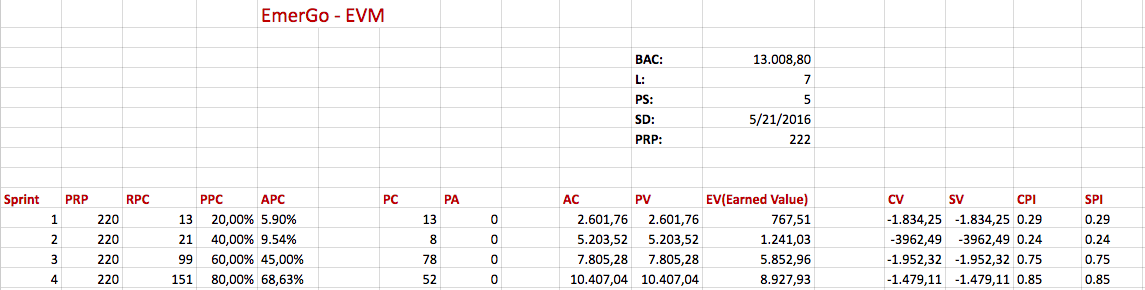 EmerGo - EVM
BAC: 13.008,80
L: 7
PS: 5
SD: 5/21/2016
PRP: 222
Sprint PRP RPC PPC APC PC PA AC PV EV(Earned Value) CV SV CPI SPI
1 220 13 20,00% 5.90% 13 0 2.601,76 2.601,76 767,51 -1.834,25 -1.834,25 0.29 0.29
2 220 21 40,00% 9.54% 8 0 5.203,52 5.203,52 1.241,03 -3962,49 -3962,49 0.24 0.24
3 220 99 60,00% 45,00% 78 0 7.805,28 7.805,28 5.852,96 -1.952,32 -1.952,32 0.75 0.75
4 220 151 80,00% 68,63% 52 0 10.407,04 10.407,04 8.927,93 -1.479,11 -1.479,11 0.85 0.85